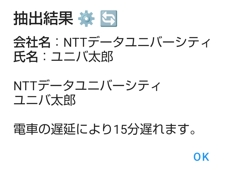 抽出結果
会社名：NTTデータユニバーシティ
氏名：ユニバ太郎
NTTデータユニバーシティ
ユニバ太郎
電車の遅延により15分遅れます。
OK